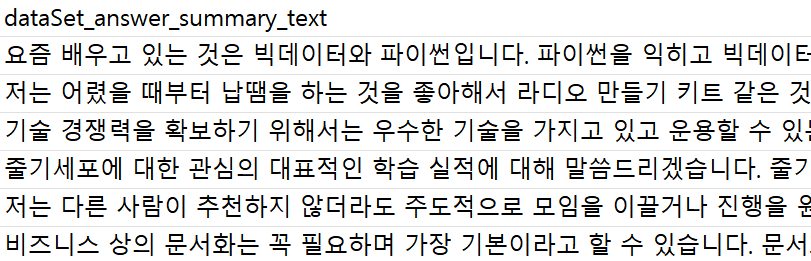 dataSet_answer_summary_text
요즘 배우고 있는 것은 빅데이터와 파이썬입니다. 파이썬을 익히고 빅데이터
저는 어렸을 때부터 납땜을 하는 것을 좋아해서 라디오 만들기 키트 같은 것
기술 경쟁력을 확보하기 위해서는 우수한 기술을 가지고 있고 운용할 수 있는
줄기세포에 대한 관심의 대표적인 학습 실적에 대해 말씀드리겠습니다. 줄기
저는 다른 사람이 추천하지 않더라도 주도적으로 모임을 이끌거나 진행을 원
비즈니스 상의 문서화는 꼭 필요하며 가장 기본이라고 할 수 있습니다. 문서